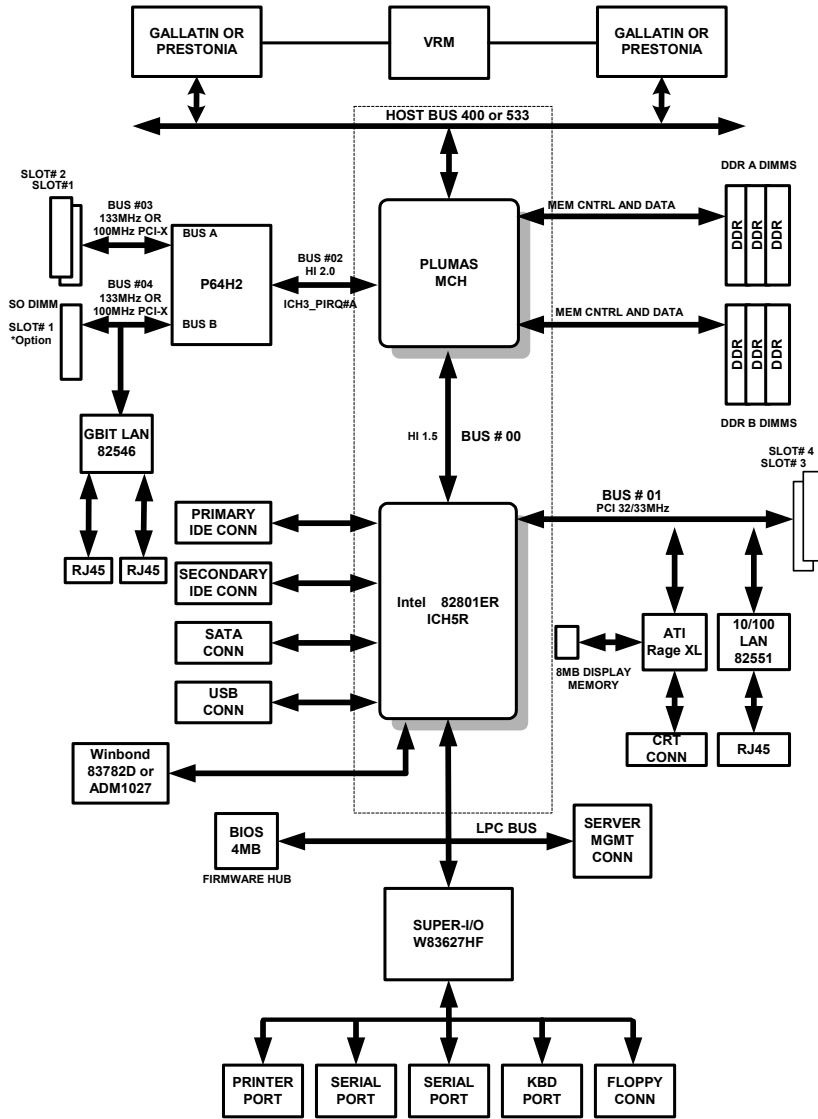 GALLATIN OR
PRESTONIA
VRM
GALLATIN OR
PRESTONIA
HOST BUS 400 or 533
SLOT# 2
SLOT#1
BUS #03
133MHz OR
100MHz PCI-X
BUS A
P64H2
BUS B
BUS #04
133MHz OR
100MHz PCI-X
SO DIMM
SLOT# 1
*Option
BUS #02
HI 2.0
ICH3_PIRQ#A
PLUMAS
MCH
MEM CNTRL AND DATA
DDR A DIMMS
DDR
DDR
DDR
MEM CNTRL AND DATA
DDR
DDR
DDR
DDR B DIMMS
GBIT LAN
82546
RJ45
RJ45
HI 1.5
BUS # 00
SLOT# 4
SLOT# 3
BUS # 01
PCI 32/33MHz
PRIMARY
IDE CONN
SECONDARY
IDE CONN
SATA
CONN
USB
CONN
Intel 82801ER
ICH5R
8MB DISPLAY
MEMORY
ATI
Rage XL
10/100
LAN
82551
CRT
CONN
RJ45
Winbond
83782D or
ADM1027
BIOS
4MB
FIRMWARE HUB
LPC BUS
SERVER
MGMT
CONN
SUPER-I/O
W83627HF
PRINTER
PORT
SERIAL
PORT
SERIAL
PORT
KBD
PORT
FLOPPY
CONN